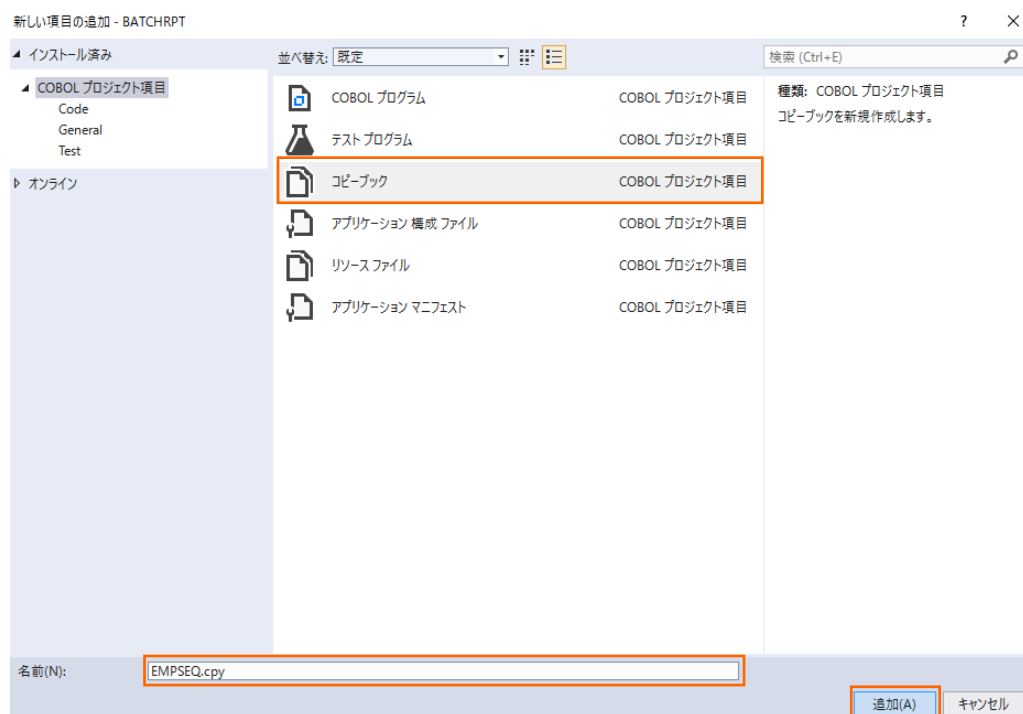 新しい項目の追加 - BATCHRPT
インストール済み
並べ替え: 既定
検索 (Ctrl+E)
COBOL プロジェクト項目
Code
General
Test
オンライン
COBOL プログラム COBOL プロジェクト項目
テスト プログラム COBOL プロジェクト項目
コピーブック COBOL プロジェクト項目
アプリケーション 構成 ファイル COBOL プロジェクト項目
リソース ファイル COBOL プロジェクト項目
アプリケーション マニフェスト COBOL プロジェクト項目
種類: COBOL プロジェクト項目
コピーブックを新規作成します。
名前(N): EMPSEQ.cpy
追加(A) キャンセル